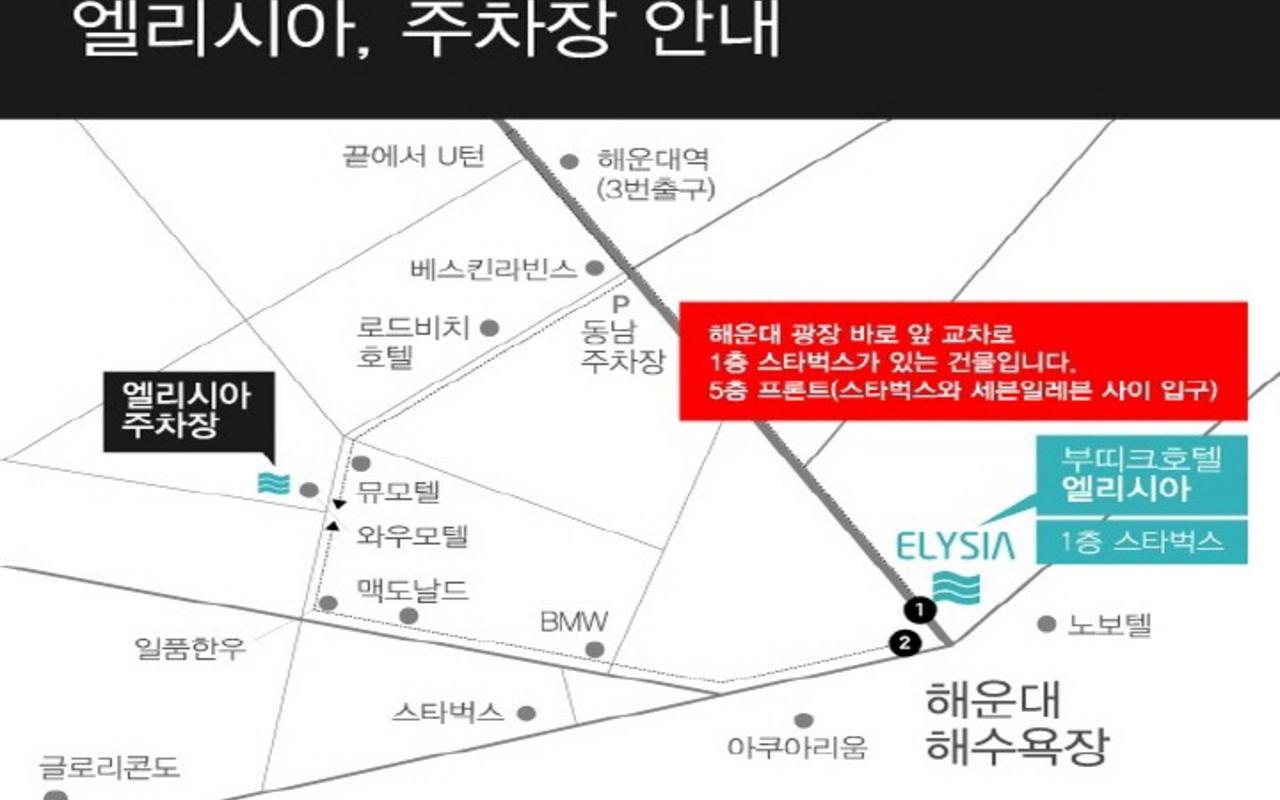 엘리시아, 주차장 안내
끝에서 U턴
해운대역
(3번출구)
베스킨라빈스
로드비치
호텔
P
동남
주차장
해운대 광장 바로 앞 교차로
1층 스타벅스가 있는 건물입니다.
5층 프론트(스타벅스와 세븐일레븐 사이 입구)
엘리시아
주차장
부띠크호텔
엘리시아
1층 스타벅스
ELYSIA
뮤모텔
와우모텔
맥도날드
일품한우
BMW
1
2
노보텔
스타벅스
아쿠아리움
해운대
해수욕장
글로리콘도